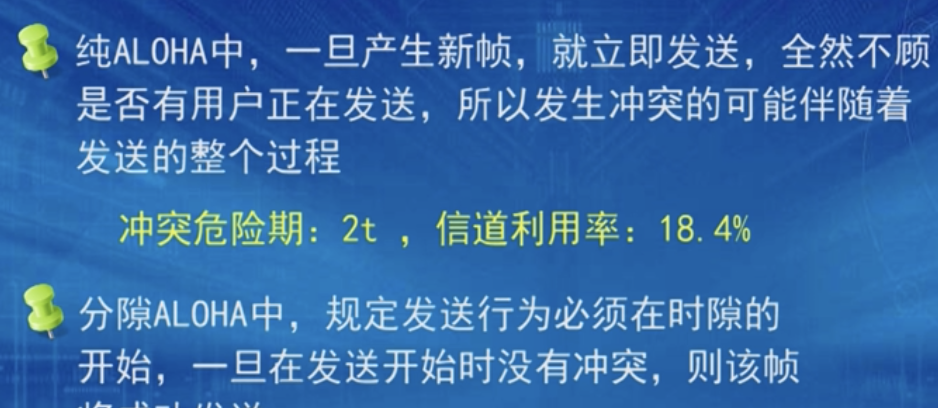 纯ALOHA中，一旦产生新帧，就立即发送，全然不顾
是否有用户正在发送，所以发生冲突的可能伴随着
发送的整个过程
冲突危险期：2t ，信道利用率：18.4%
分隙ALOHA中，规定发送行为必须在时隙的
开始，一旦在发送开始时没有冲突，则该帧